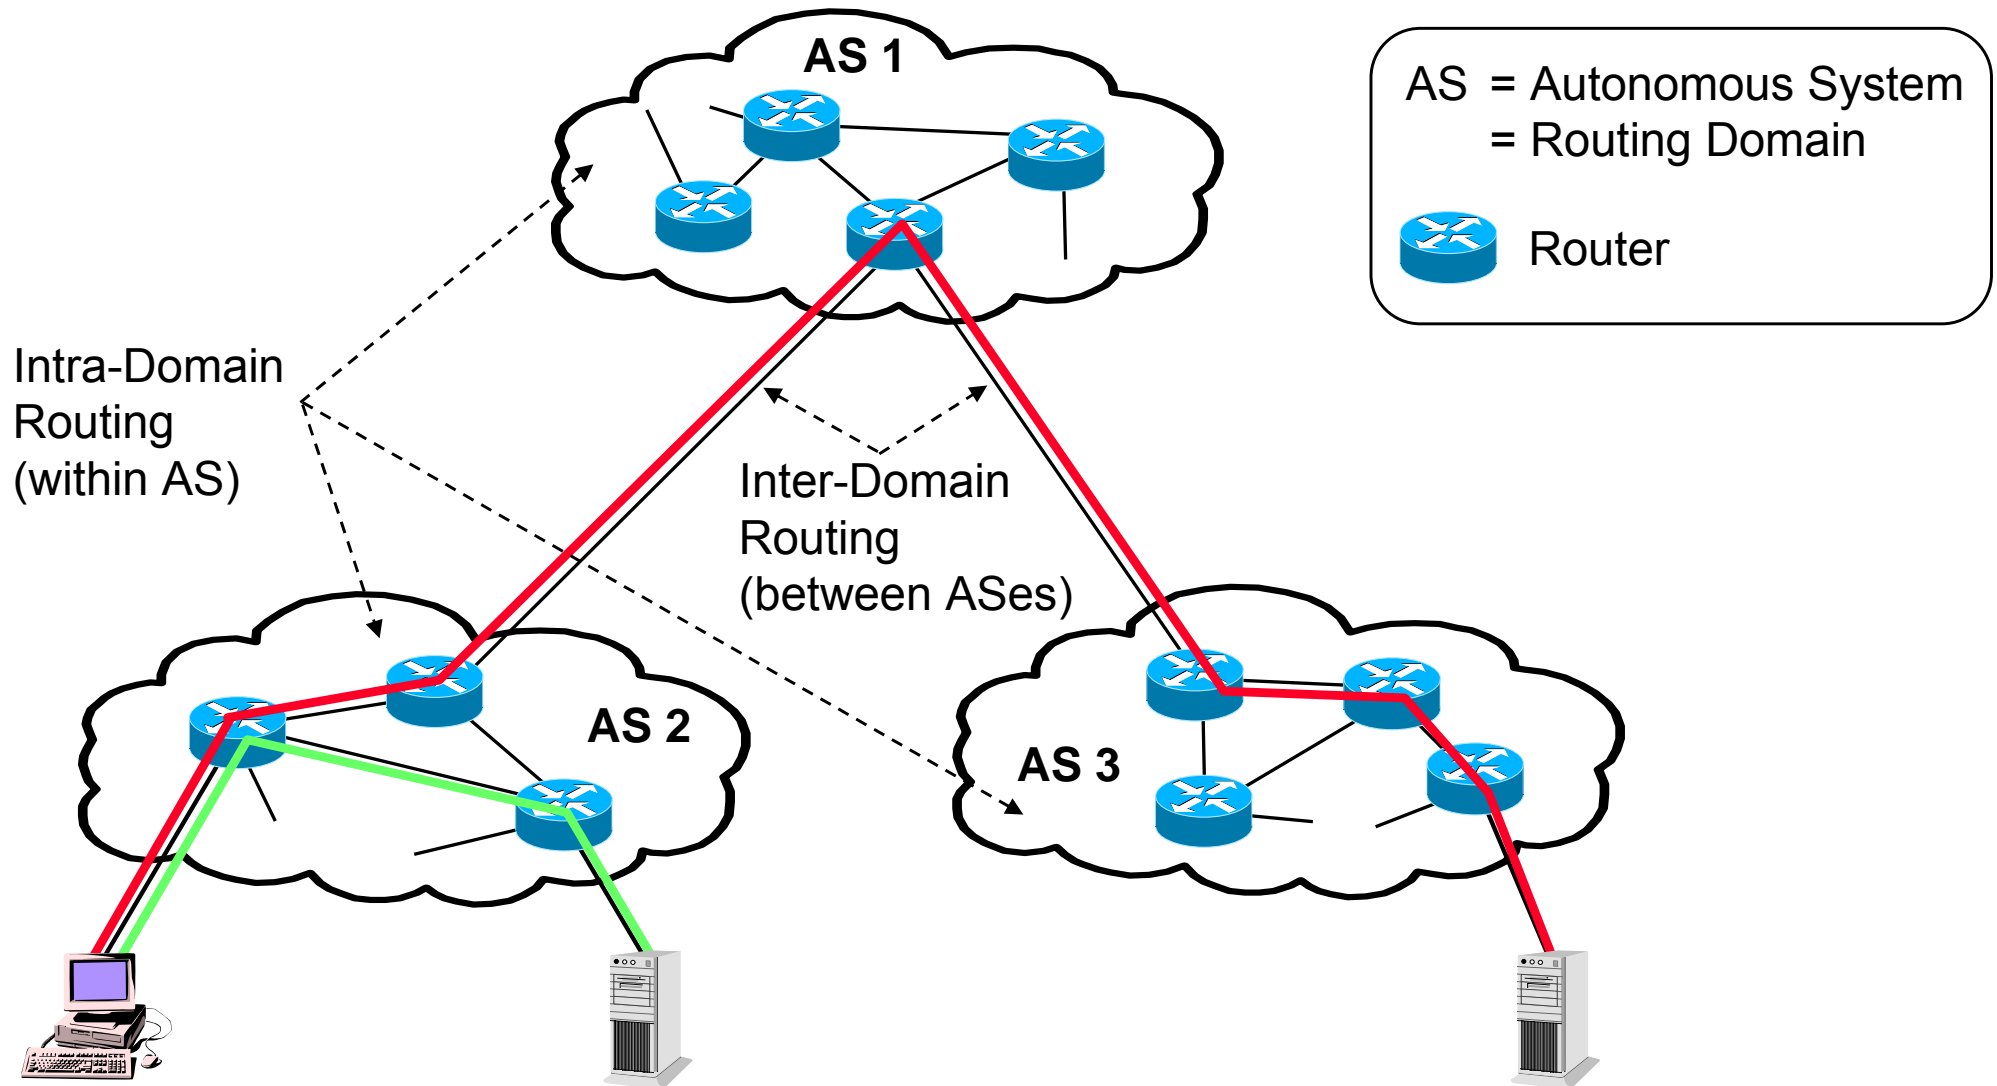 AS 1
AS = Autonomous System
= Routing Domain
Router
Intra-Domain
Routing
(within AS)
Inter-Domain
Routing
(between ASes)
AS 2
AS 3